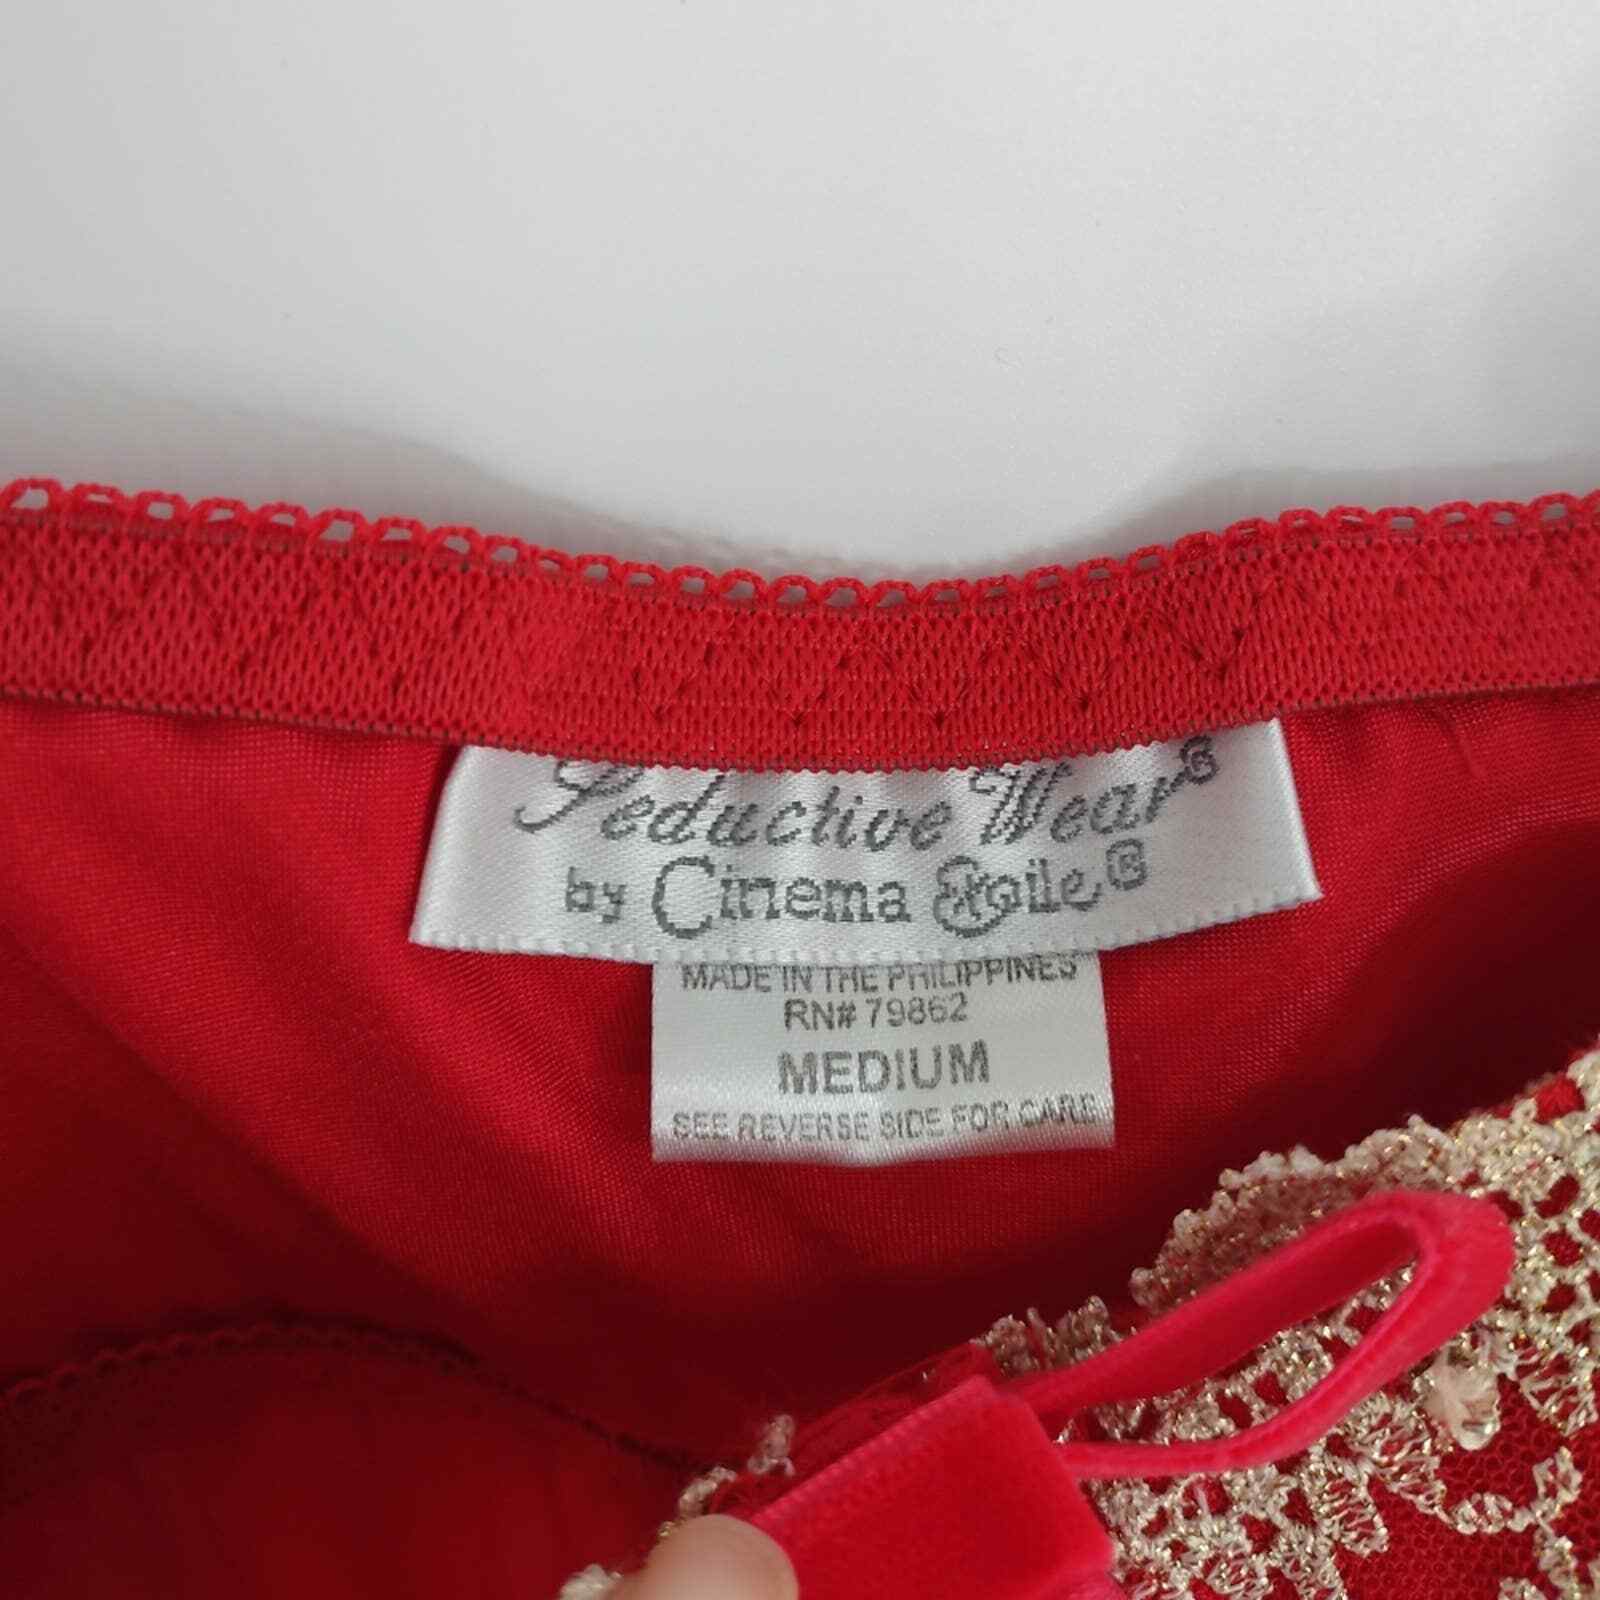 Seductive Wear®
by Cinema Etoile®
MADE IN THE PHILIPPINES
RN# 79862
MEDIUM
SEE REVERSE SIDE FOR CARE